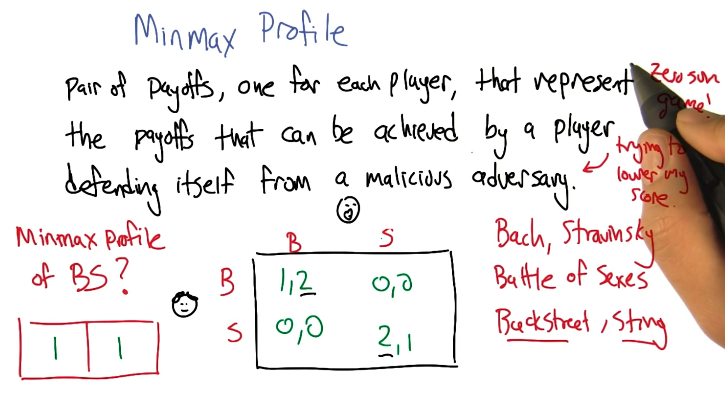 Minmax Profile
Pair of payoffs, one for each player, that represent
the payoffs that can be achieved by a player
defending itself from a malicious adversary.
zero sum
game!
trying to
lower my
score.
Minmax profile
of BS?
1 1
B S
B 1,2 0,0
S 0,0 2,1
Bach, Stravinsky
Battle of Sexes
Backstreet, Sting